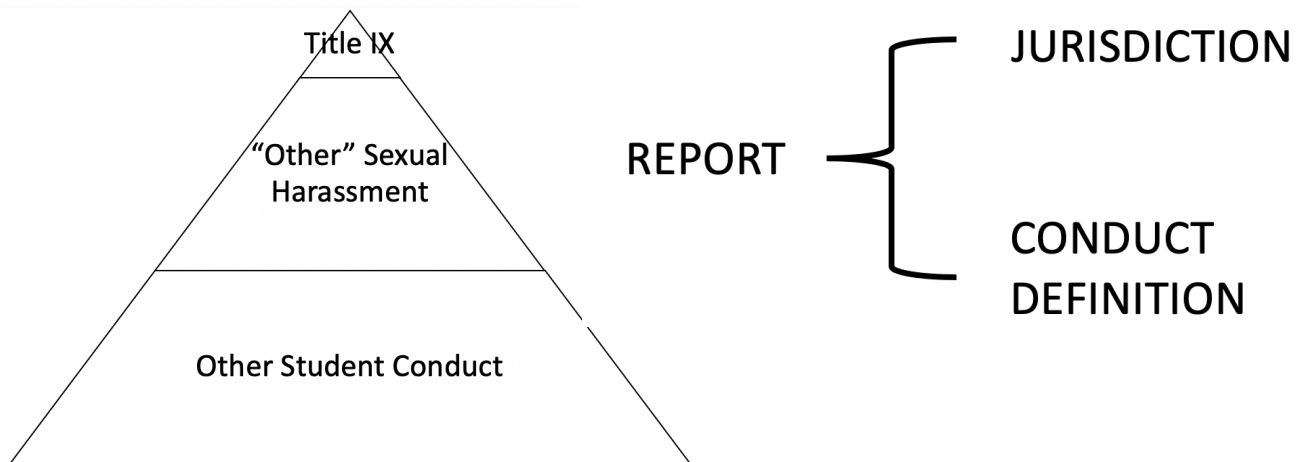 Title IX
“Other” Sexual
Harassment
Other Student Conduct
REPORT
JURISDICTION
CONDUCT
DEFINITION